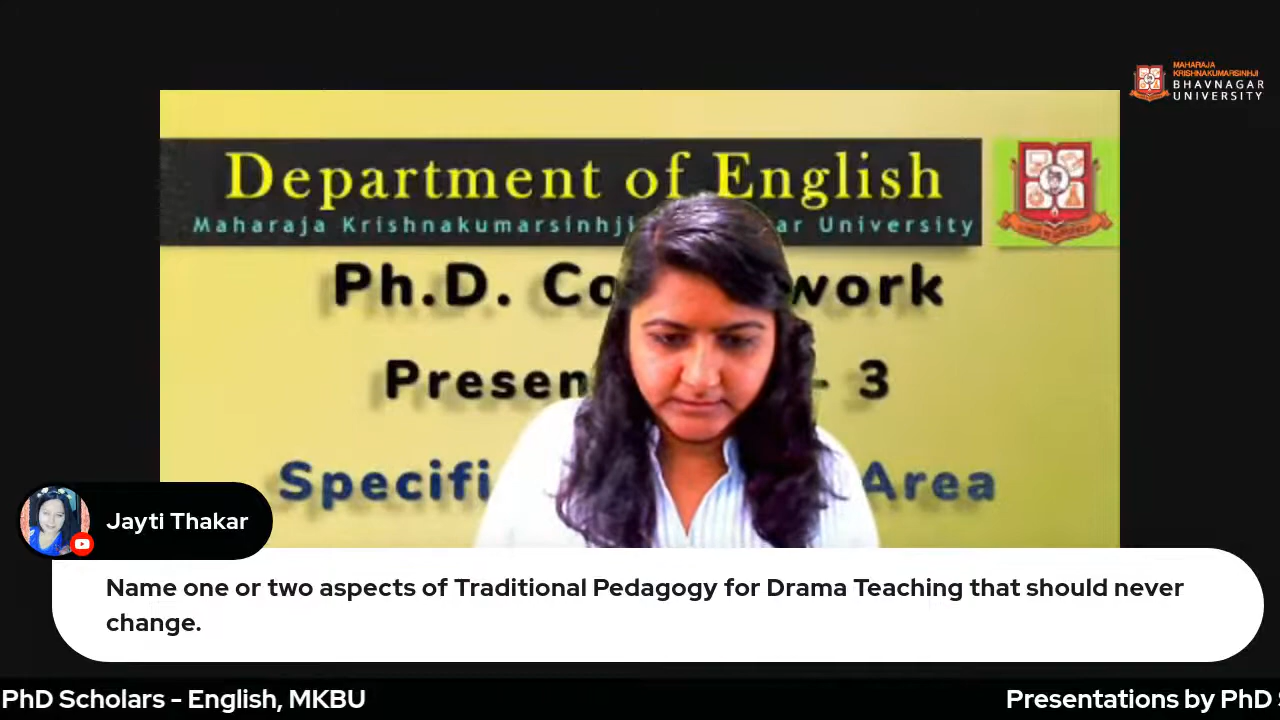 MAHARAJA
KRISHNAKUMARSINHJI
BHAVNAGAR
UNIVERSITY
Department of English
Maharaja Krishnakumarsinhji ar University
Ph.D. Co work
Presen - 3
Specifi Area
Jayti Thakar
Name one or two aspects of Traditional Pedagogy for Drama Teaching that should never
change.
PhD Scholars - English, MKBU Presentations by PhD